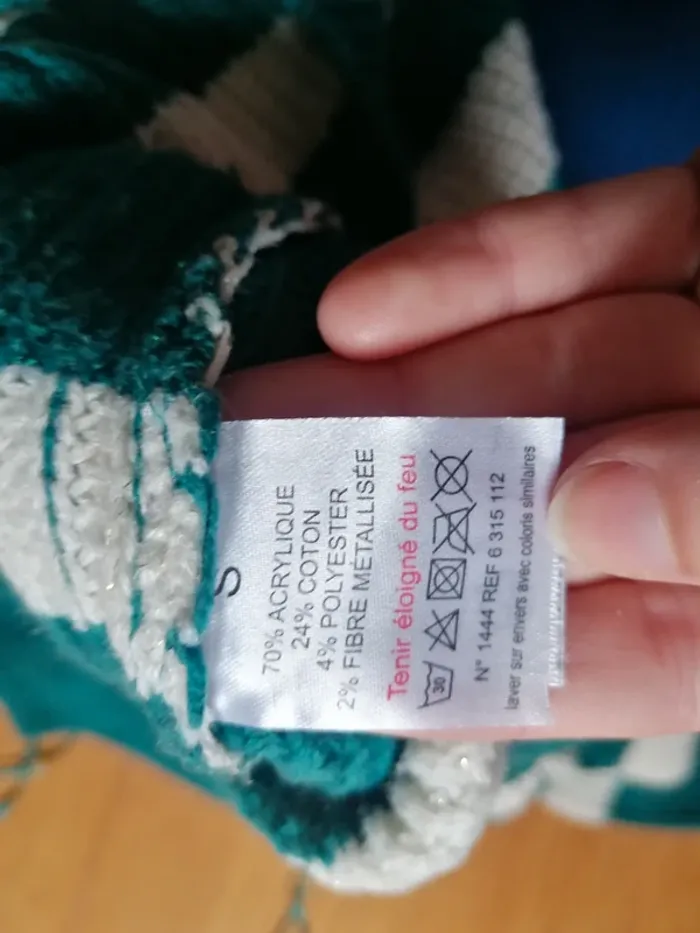 S
70% ACRYLIQUE
24% COTON
4% POLYESTER
2% FIBRE MÉTALLISÉE
Tenir éloigné du feu
30
N° 1444 REF 6 315 112
laver sur envers avec coloris similaires